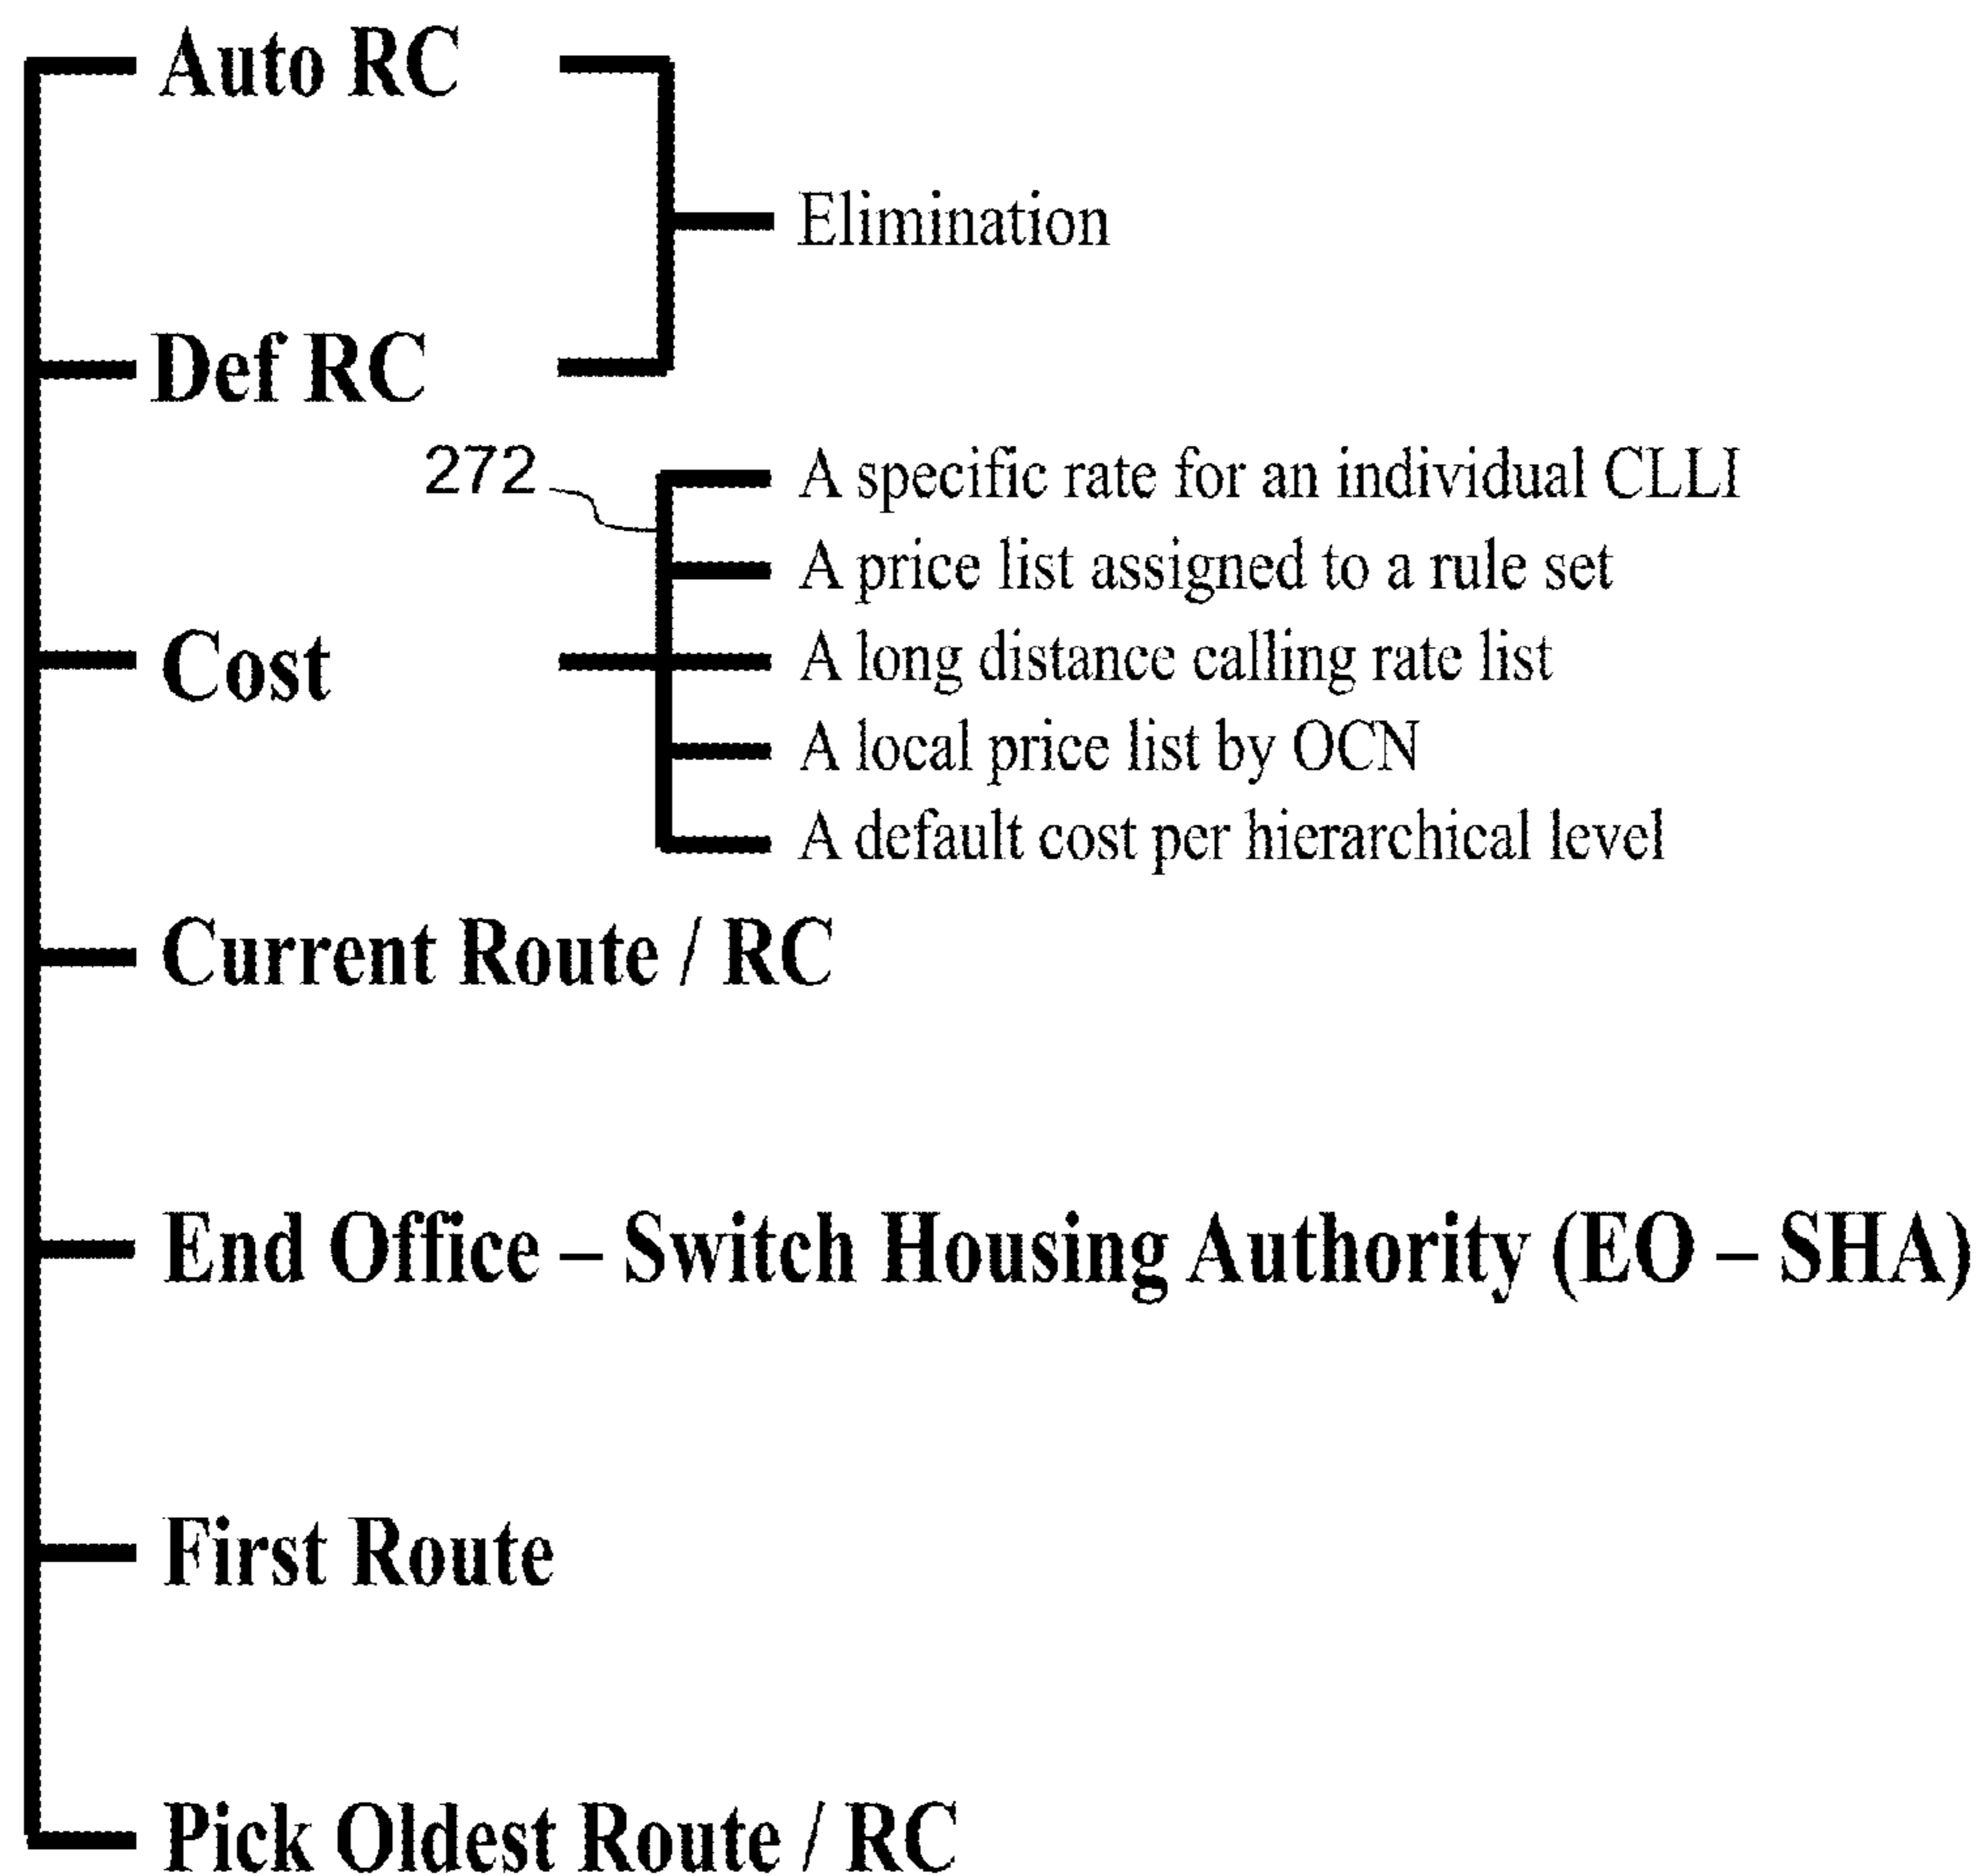 Auto RC
Elimination
Def RC
272
A specific rate for an individual CLLI
A price list assigned to a rule set
Cost
A long distance calling rate list
A local price list by OCN
A default cost per hierarchical level
Current Route / RC
End Office – Switch Housing Authority (EO – SHA)
First Route
Pick Oldest Route / RC